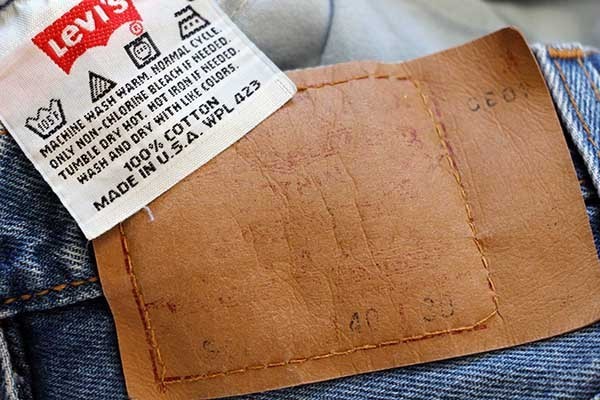 Levi's
®
105F
MACHINE WASH WARM. NORMAL CYCLE.
ONLY NON-CHLORINE BLEACH IF NEEDED.
TUMBLE DRY HOT. HOT IRON IF NEEDED.
WASH AND DRY WITH LIKE COLORS.
100% COTTON
MADE IN U.S.A. WPL 423
40 30